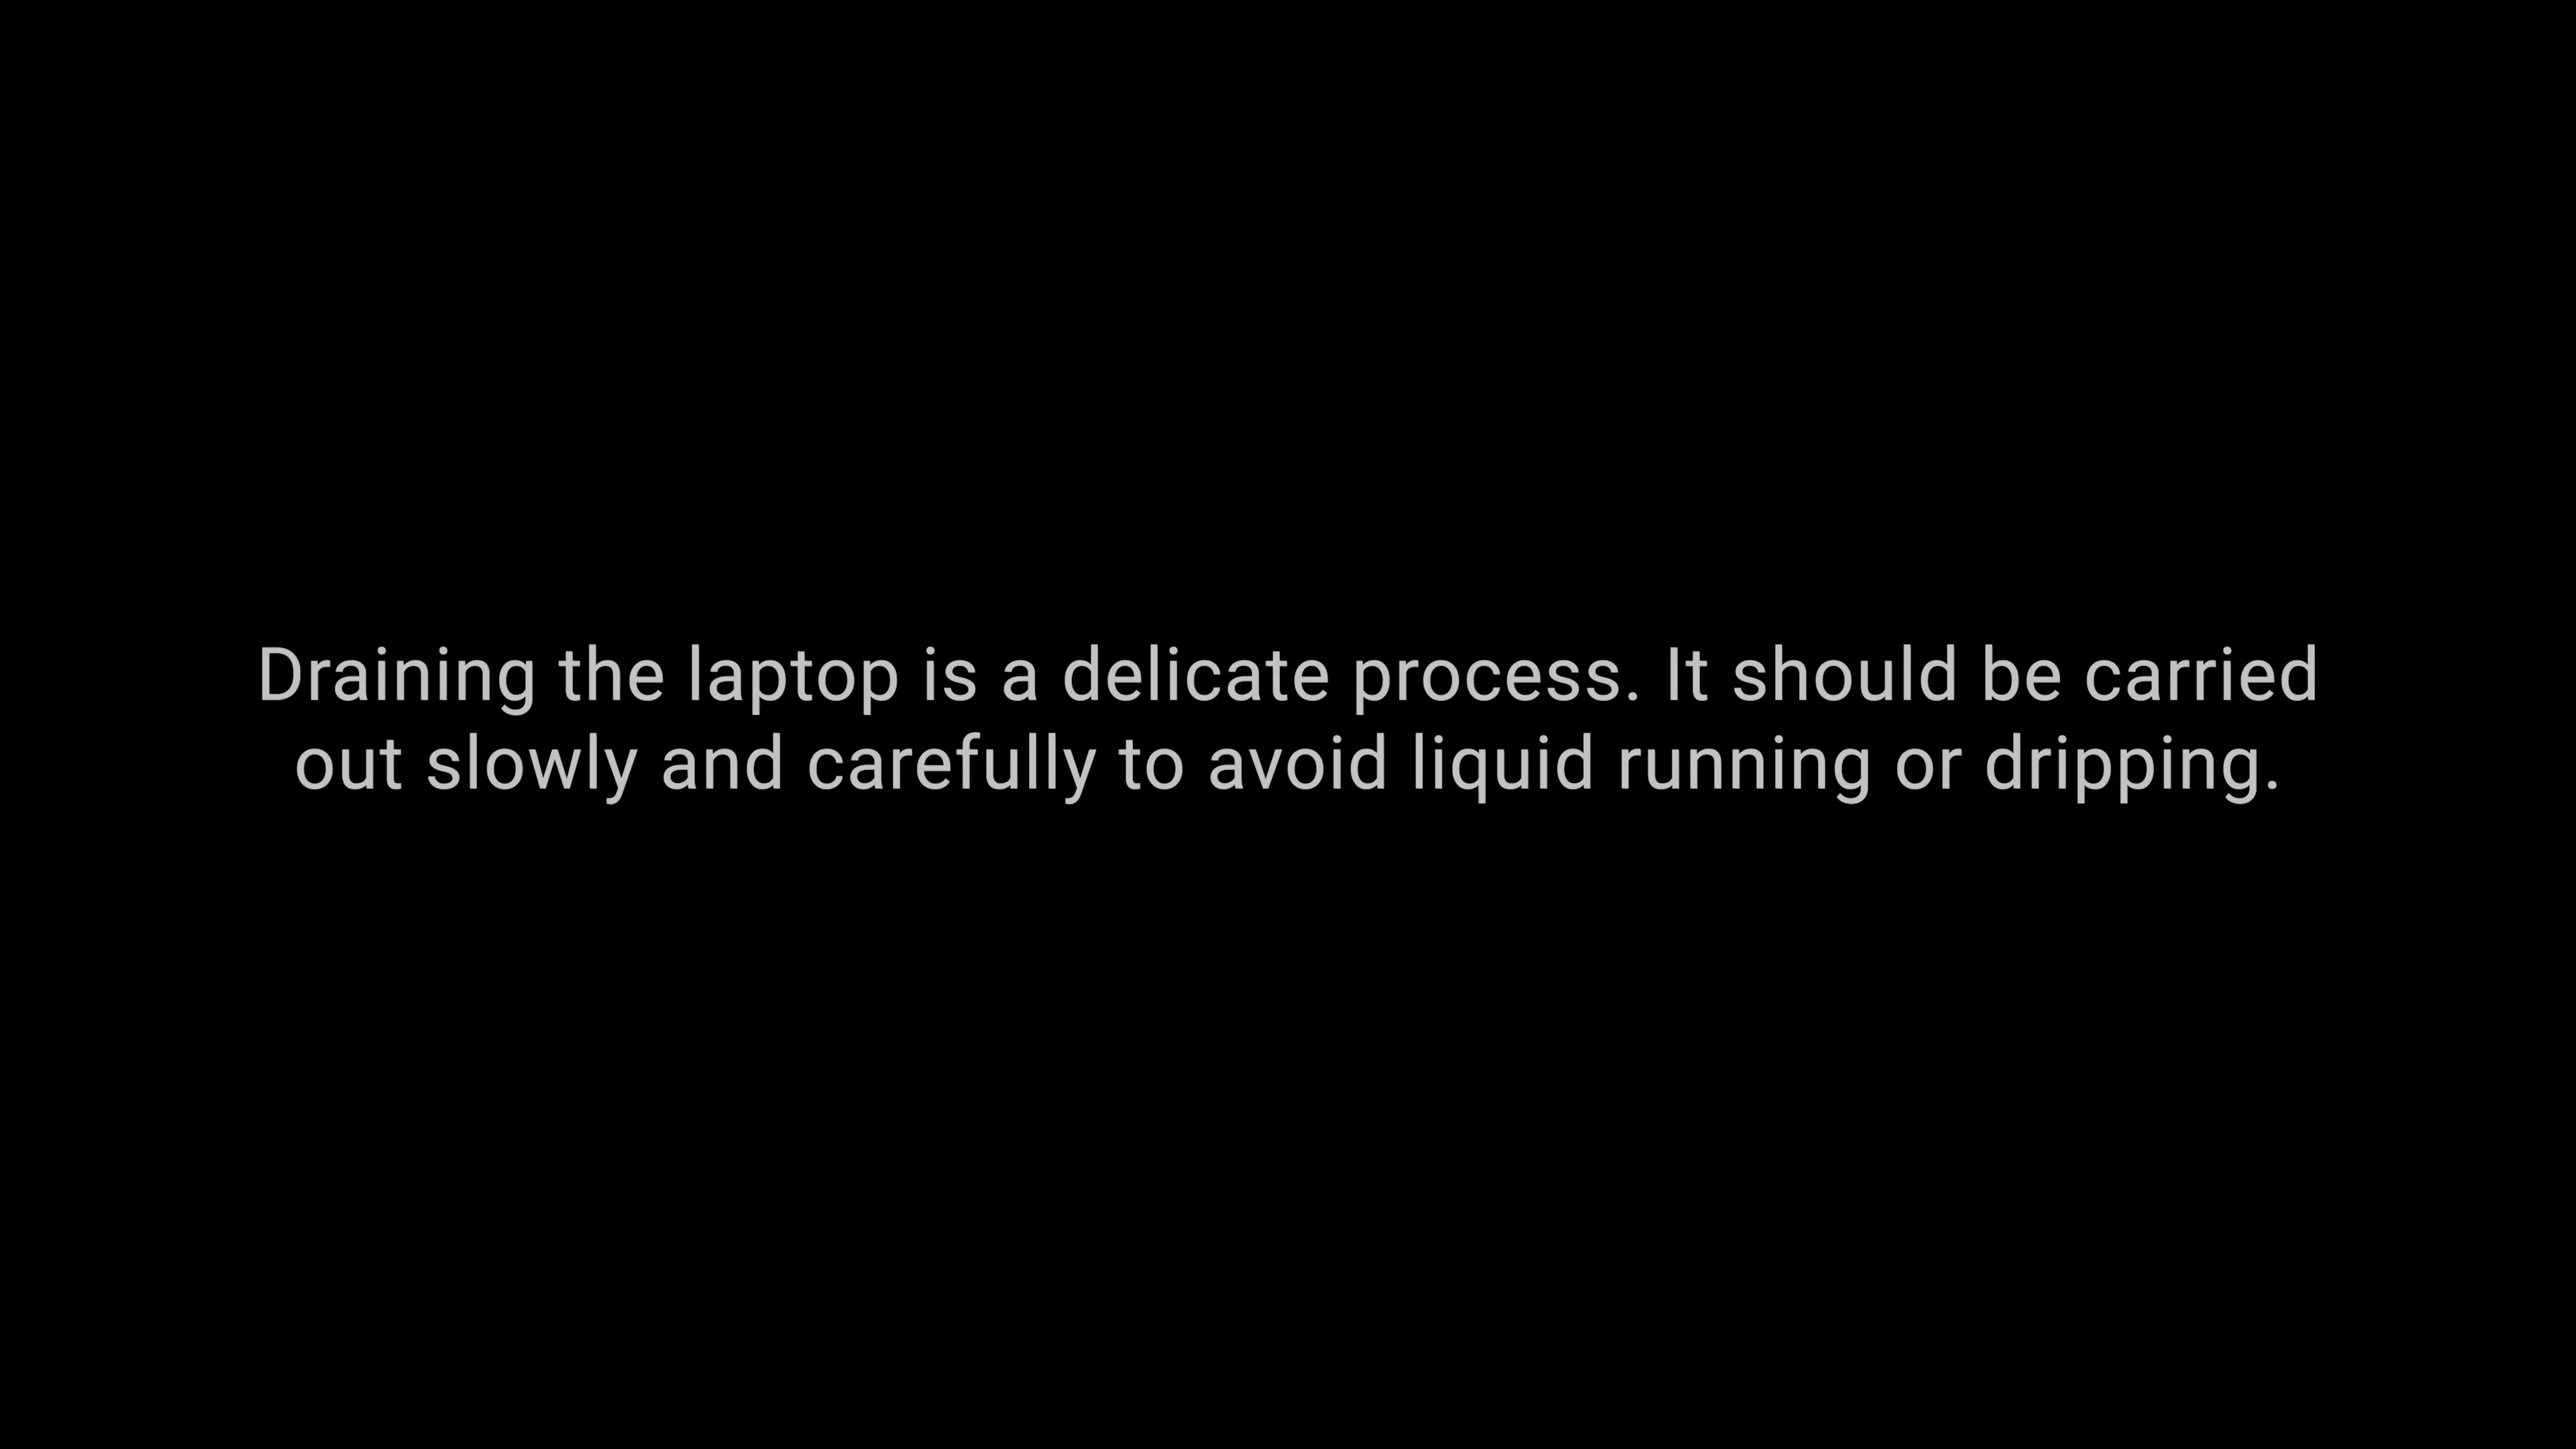 Draining the laptop is a delicate process. It should be carried
out slowly and carefully to avoid liquid running or dripping.